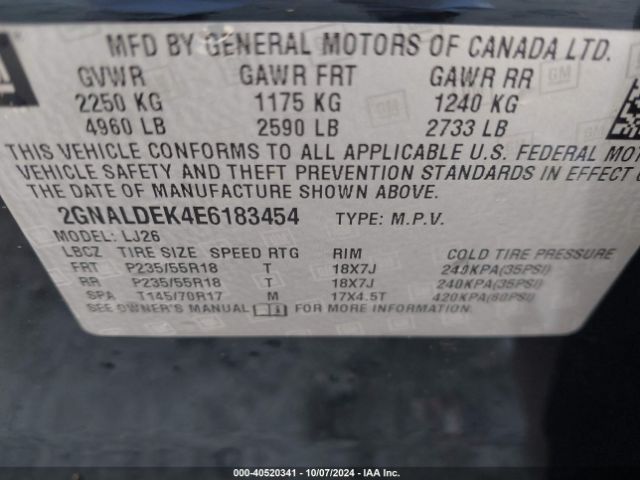 MFD BY GENERAL MOTORS OF CANADA LTD.
GVWR GAWR FRT GAWR RR
2250 KG 1175 KG 1240 KG
4960 LB 2590 LB 2733 LB
THIS VEHICLE CONFORMS TO ALL APPLICABLE U.S. FEDERAL MOT
VEHICLE SAFETY AND THEFT PREVENTION STANDARDS IN EFFECT
THE DATE OF MANUFACTURE SHOWN ABOVE.
2GNALDEK4E6183454 TYPE: M.P.V.
MODEL: LJ26
LBCZ TIRE SIZE SPEED RTG RIM COLD TIRE PRESSURE
FRT P235/55R18 T 18X7J 240KPA(35PSI)
RR P235/55R18 T 18X7J 240KPA(35PSI)
SPA T145/70R17 M 17X4.5T 420KPA(60PSI)
SEE OWNER'S MANUAL FOR MORE INFORMATION.
000-40520341 - 10/07/2024 - IAA Inc.